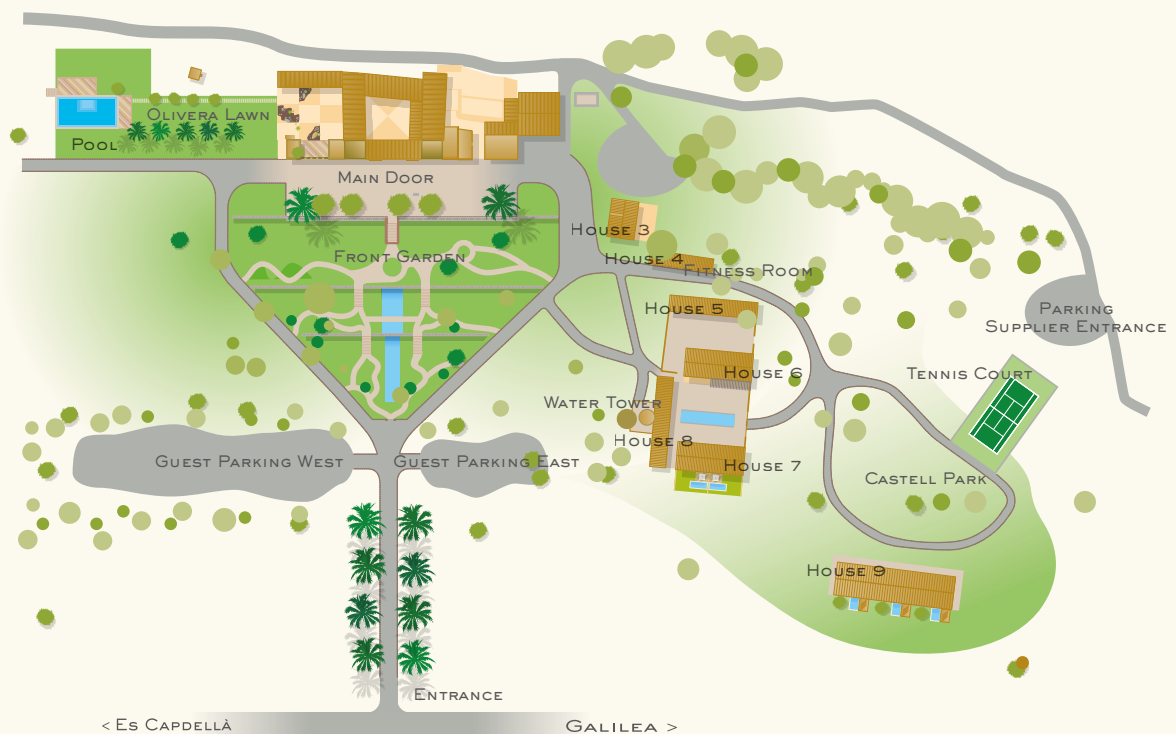 Olivera Lawn
Pool
Main Door
House 3
Front Garden
House 4
Fitness Room
House 5
Parking
Supplier Entrance
House 6
Tennis Court
Water Tower
House 8
Guest Parking West
Guest Parking East
House 7
Castell Park
House 9
Entrance
< Es Capdellà
Galilea >